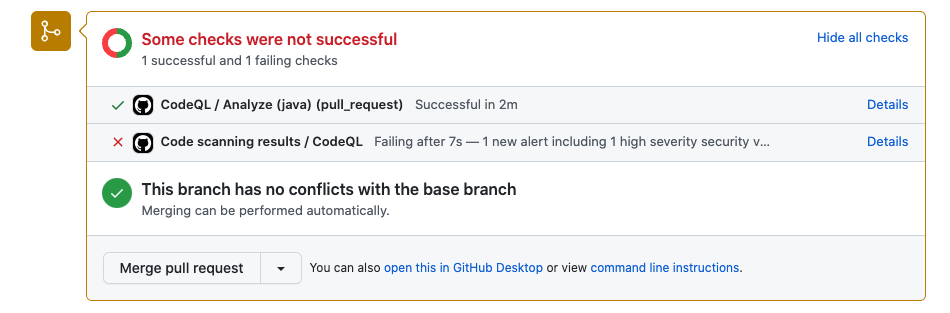 Some checks were not successful
Hide all checks
1 successful and 1 failing checks
CodeQL / Analyze (java) (pull_request) Successful in 2m Details
Code scanning results / CodeQL Failing after 7s — 1 new alert including 1 high severity security v... Details
This branch has no conflicts with the base branch
Merging can be performed automatically.
Merge pull request You can also open this in GitHub Desktop or view command line instructions.